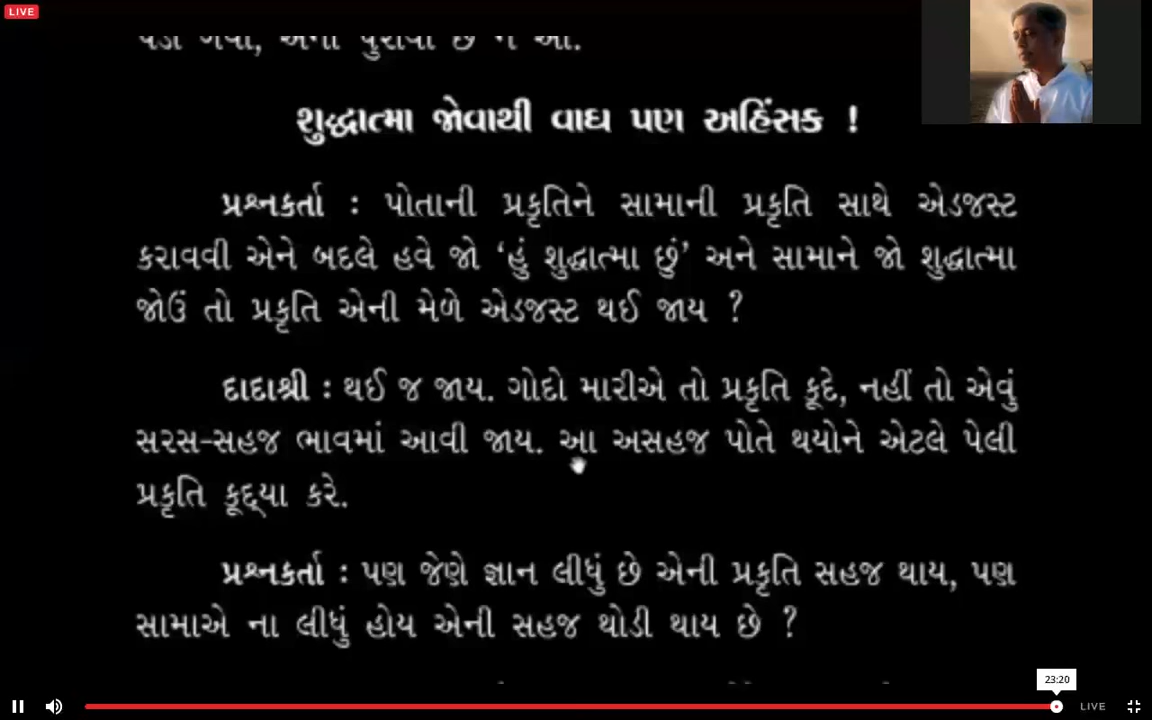 LIVE
શુદ્ધાત્મા જોવાથી વાઘ પણ અહિંસક !
પ્રશ્નકર્તા : પોતાની પ્રકૃતિને સામાની પ્રકૃતિ સાથે એડજસ્ટ
કરાવવી એને બદલે હવે જો ‘હું શુદ્ધાત્મા છું’ અને સામાને જો શુદ્ધાત્મા
જોઉં તો પ્રકૃતિ એની મેળે એડજસ્ટ થઈ જાય ?
દાદાશ્રી : થઈ જ જાય. ગોદો મારીએ તો પ્રકૃતિ કૂદે, નહીં તો એવું
સરસ-સહજ ભાવમાં આવી જાય. આ અસહજ પોતે થયોને એટલે પેલી
પ્રકૃતિ કૂદ્યા કરે.
પ્રશ્નકર્તા : પણ જેણે જ્ઞાન લીધું છે એની પ્રકૃતિ સહજ થાય, પણ
સામાએ ના લીધું હોય એની સહજ થોડી થાય છે ?
23:20
LIVE